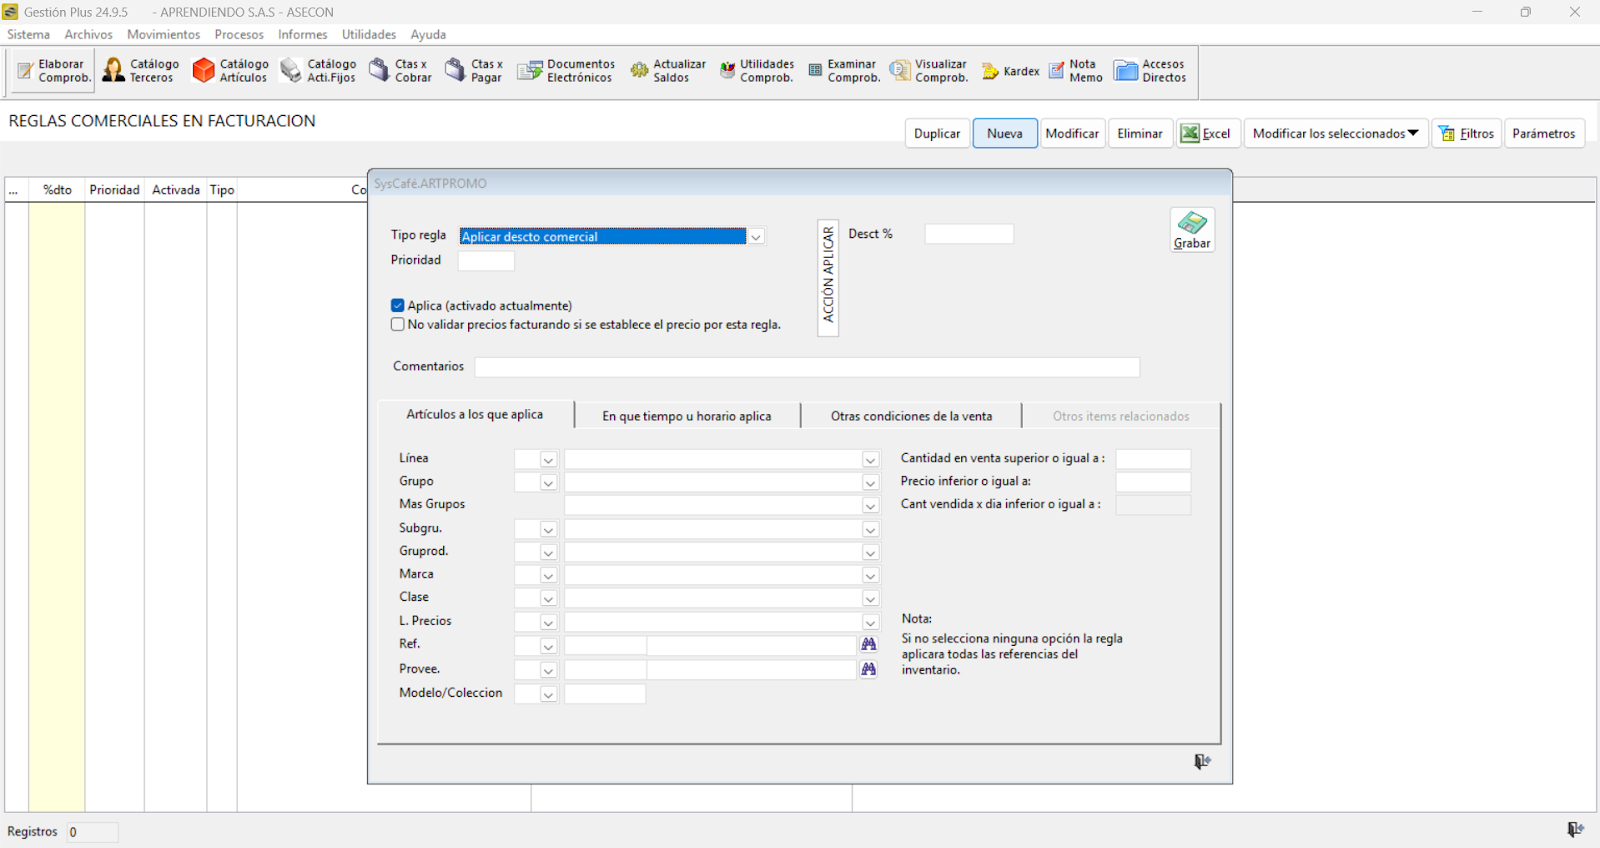 Gestión Plus 24.9.5 - APRENDIENDO S.A.S - ASECON
Sistema Archivos Movimientos Procesos Informes Utilidades Ayuda
Elaborar Comprob.
Catálogo Terceros
Catálogo Artículos
Catálogo Acti.Fijos
Ctas x Cobrar
Ctas x Pagar
Documentos Electrónicos
Actualizar Saldos
Utilidades Comprob.
Examinar Comprob.
Visualizar Comprob.
Kardex
Nota Memo
Accesos Directos
REGLAS COMERCIALES EN FACTURACION
Duplicar Nueva Modificar Eliminar Excel Modificar los seleccionados Filtros Parámetros
... %dto Prioridad Activada Tipo Co
SysCafé.ARTPROMO
Tipo regla Aplicar descto comercial
Prioridad
ACCIÓN APLICAR
Desct %
Grabar
Aplica (activado actualmente)
No validar precios facturando si se establece el precio por esta regla.
Comentarios
Artículos a los que aplica En que tiempo u horario aplica Otras condiciones de la venta Otros items relacionados
Línea
Grupo
Mas Grupos
Subgru.
Gruprod.
Marca
Clase
L. Precios
Ref.
Provee.
Modelo/Coleccion
Cantidad en venta superior o igual a :
Precio inferior o igual a:
Cant vendida x dia inferior o igual a :
Nota:
Si no selecciona ninguna opción la regla
aplicara todas las referencias del
inventario.
Registros 0